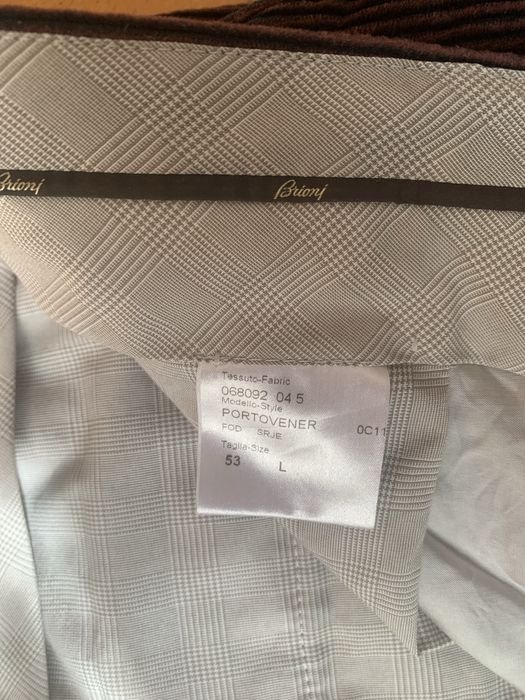 Brioni Brioni
Tessuto-Fabric
068092 04 5
Modello-Style
PORTOVENER 0C11
FOD SRJE
Taglia-Size
53 L